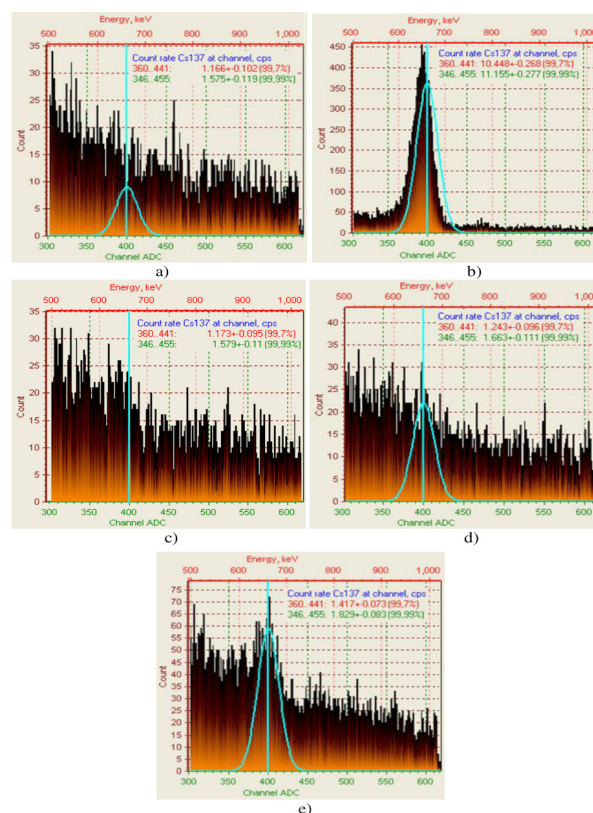 Energy, keV
500 600 700 800 900 1,000
Count rate Cs137 at channel, cps
360..441: 1.166+-0.102 (99,7%)
346..455: 1.575+-0.119 (99,99%)
35
30
25
20
15
10
5
0
Count
300 350 400 450 500 550 600
Channel ADC
a)
Energy, keV
500 600 700 800 900 1,000
Count rate Cs137 at channel, cps
360..441: 10.448+-0.268 (99,7%)
346..455: 11.155+-0.277 (99,99%)
450
400
350
300
250
200
150
100
50
0
Count
300 350 400 450 500 550 600
Channel ADC
b)
Energy, keV
500 600 700 800 900 1,000
Count rate Cs137 at channel, cps
360..441: 1.173+-0.095 (99,7%)
346..455: 1.579+-0.11 (99,99%)
35
30
25
20
15
10
5
0
Count
300 350 400 450 500 550 600
Channel ADC
c)
Energy, keV
500 600 700 800 900 1,000
Count rate Cs137 at channel, cps
360..441: 1.243+-0.096 (99,7%)
346..455: 1.663+-0.111 (99,99%)
40
35
30
25
20
15
10
5
0
Count
300 350 400 450 500 550 600
Channel ADC
d)
Energy, keV
500 600 700 800 900 1,000
Count rate Cs137 at channel, cps
360..441: 1.417+-0.073 (99,7%)
346..455: 1.829+-0.083 (99,99%)
75
70
65
60
55
50
45
40
35
30
25
20
15
10
5
0
Count
300 350 400 450 500 550 600
Channel ADC
e)